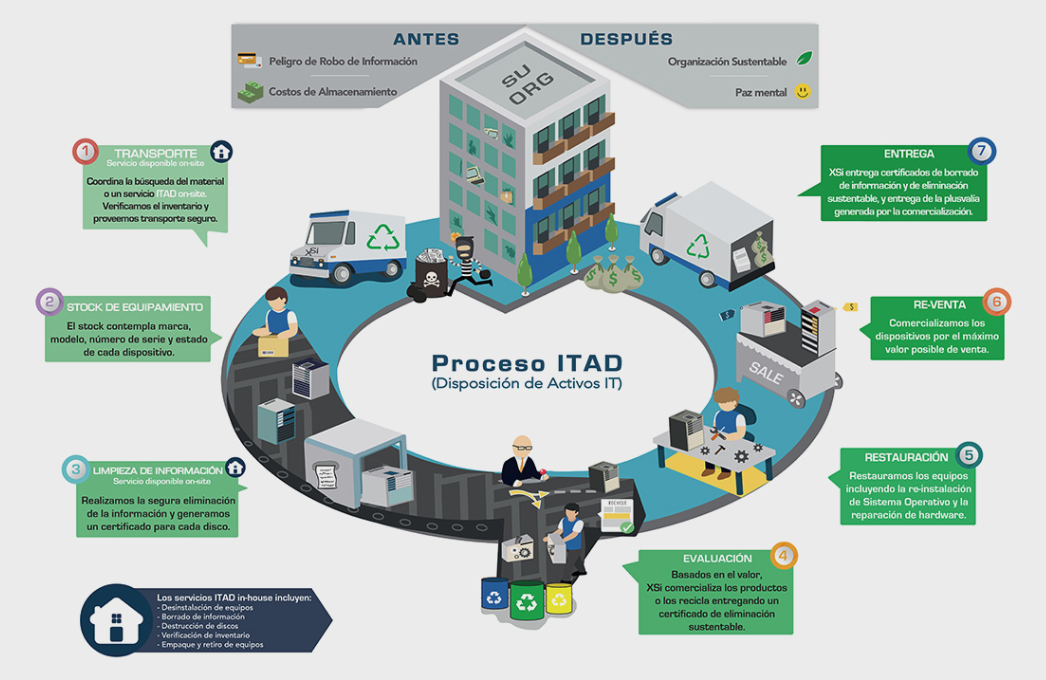 ANTES
Peligro de Robo de Información
Costos de Almacenamiento
DESPUÉS
Organización Sustentable
Paz mental
SU
ORG
1
TRANSPORTE
Servicio disponible on-site
Coordina la búsqueda del material
o un servicio ITAD on-site.
Verificamos el inventario y
proveemos transporte seguro.
7
ENTREGA
XSi entrega certificados de borrado
de información y de eliminación
sustentable, y entrega de la plusvalía
generada por la comercialización.
XSi
2
STOCK DE EQUIPAMIENTO
El stock contempla marca,
modelo, número de serie y estado
de cada dispositivo.
6
RE-VENTA
Comercializamos los
dispositivos por el máximo
valor posible de venta.
SALE
Proceso ITAD
(Disposición de Activos IT)
3
LIMPIEZA DE INFORMACIÓN
Servicio disponible on-site
Realizamos la segura eliminación
de la información y generamos
un certificado para cada disco.
5
RESTAURACIÓN
Restauramos los equipos
incluyendo la re-instalación
de Sistema Operativo y la
reparación de hardware.
RECYCLE
4
EVALUACIÓN
Basados en el valor,
XSi comercializa los productos
o los recicla entregando un
certificado de eliminación
sustentable.
Los servicios ITAD in-house incluyen:
- Desinstalación de equipos
- Borrado de información
- Destrucción de discos
- Verificación de inventario
- Empaque y retiro de equipos